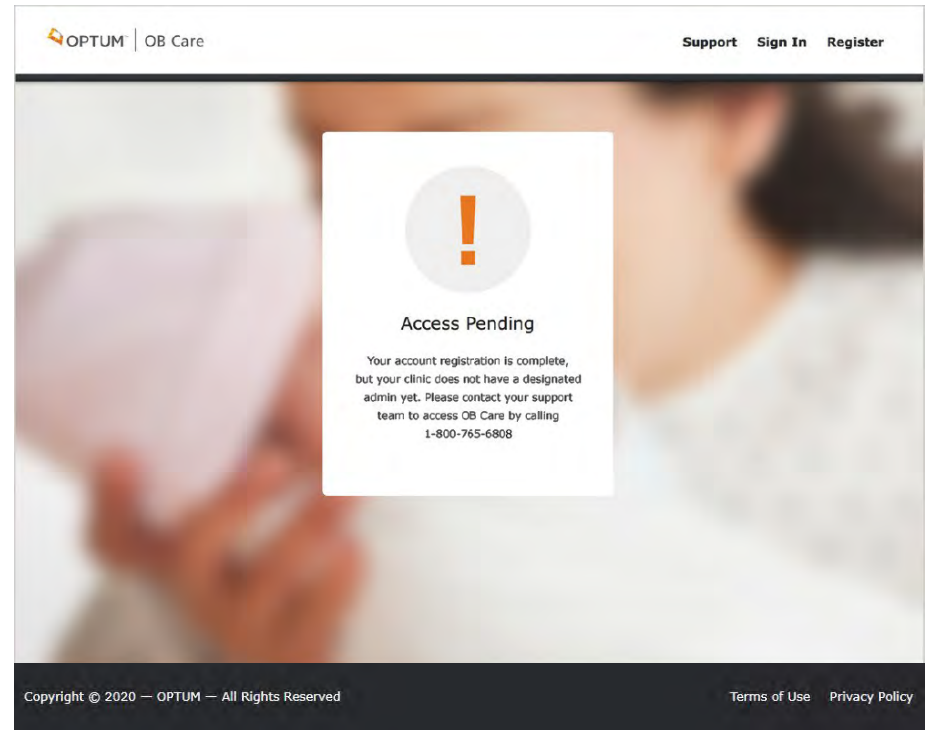 OPTUM™ | OB Care
Support Sign In Register
!
Access Pending
Your account registration is complete,
but your clinic does not have a designated
admin yet. Please contact your support
team to access OB Care by calling
1-800-765-6808
Copyright © 2020 — OPTUM — All Rights Reserved
Terms of Use Privacy Policy